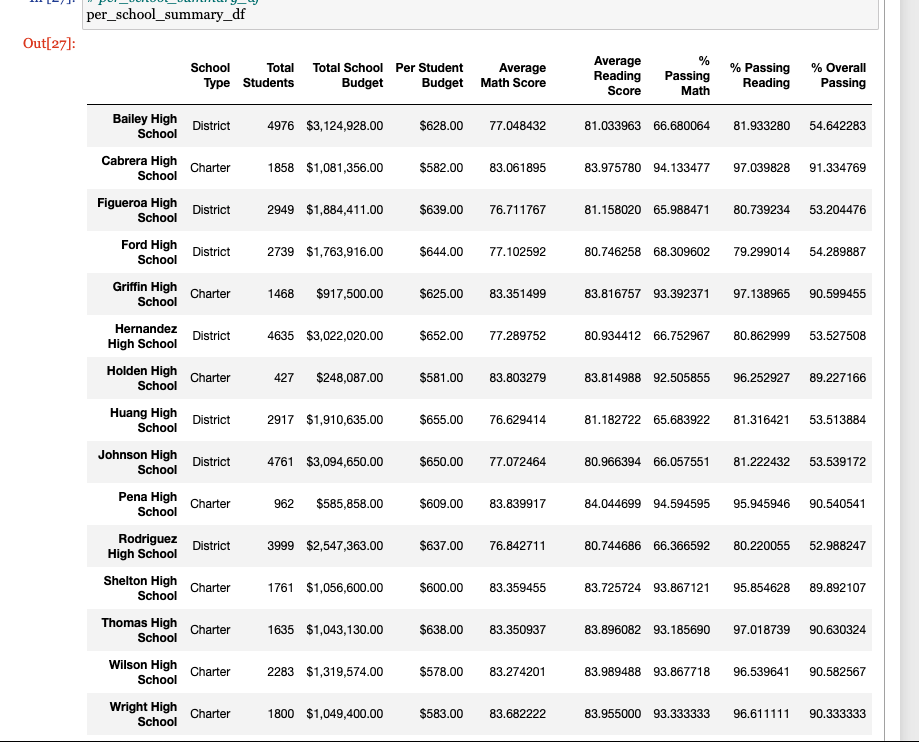 In [27]: # per_school_summary_df
per_school_summary_df
Out[27]:
School Type Total Students Total School Budget Per Student Budget Average Math Score Average Reading Score % Passing Math % Passing Reading % Overall Passing
Bailey High School District 4976 $3,124,928.00 $628.00 77.048432 81.033963 66.680064 81.933280 54.642283
Cabrera High School Charter 1858 $1,081,356.00 $582.00 83.061895 83.975780 94.133477 97.039828 91.334769
Figueroa High School District 2949 $1,884,411.00 $639.00 76.711767 81.158020 65.988471 80.739234 53.204476
Ford High School District 2739 $1,763,916.00 $644.00 77.102592 80.746258 68.309602 79.299014 54.289887
Griffin High School Charter 1468 $917,500.00 $625.00 83.351499 83.816757 93.392371 97.138965 90.599455
Hernandez High School District 4635 $3,022,020.00 $652.00 77.289752 80.934412 66.752967 80.862999 53.527508
Holden High School Charter 427 $248,087.00 $581.00 83.803279 83.814988 92.505855 96.252927 89.227166
Huang High School District 2917 $1,910,635.00 $655.00 76.629414 81.182722 65.683922 81.316421 53.513884
Johnson High School District 4761 $3,094,650.00 $650.00 77.072464 80.966394 66.057551 81.222432 53.539172
Pena High School Charter 962 $585,858.00 $609.00 83.839917 84.044699 94.594595 95.945946 90.540541
Rodriguez High School District 3999 $2,547,363.00 $637.00 76.842711 80.744686 66.366592 80.220055 52.988247
Shelton High School Charter 1761 $1,056,600.00 $600.00 83.359455 83.725724 93.867121 95.854628 89.892107
Thomas High School Charter 1635 $1,043,130.00 $638.00 83.350937 83.896082 93.185690 97.018739 90.630324
Wilson High School Charter 2283 $1,319,574.00 $578.00 83.274201 83.989488 93.867718 96.539641 90.582567
Wright High School Charter 1800 $1,049,400.00 $583.00 83.682222 83.955000 93.333333 96.611111 90.333333